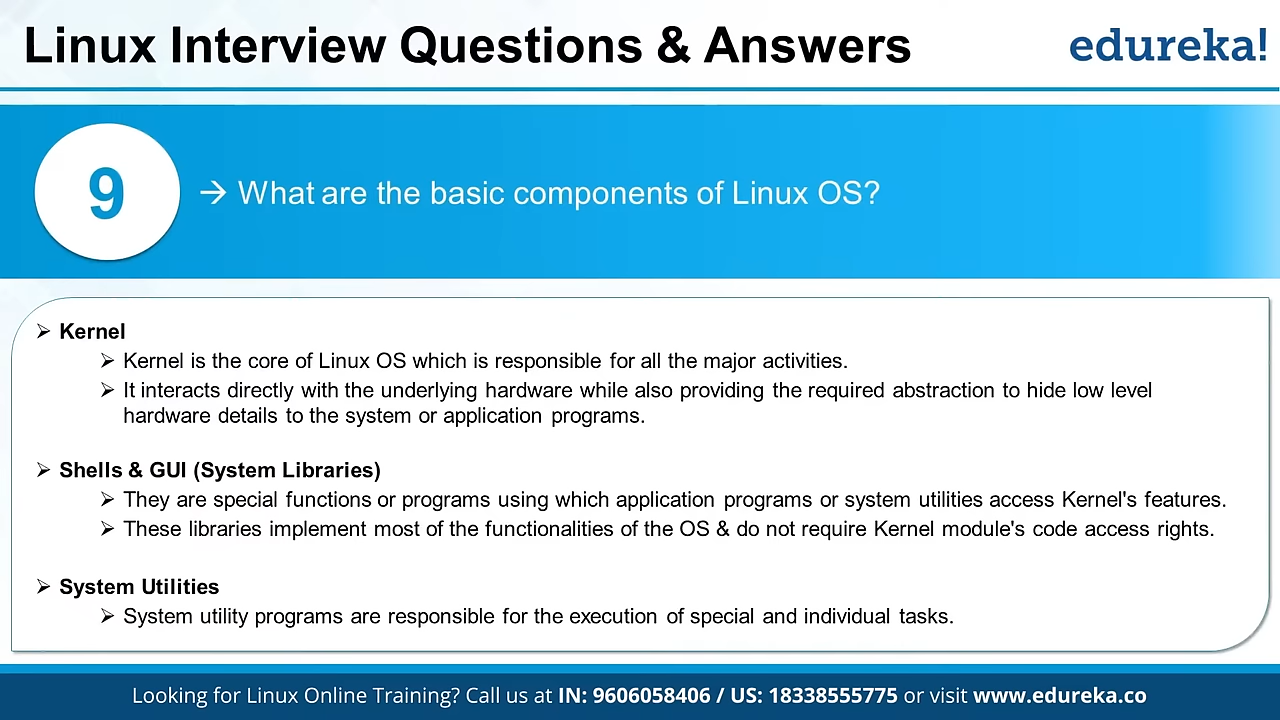 Linux Interview Questions & Answers
edureka!
9
→ What are the basic components of Linux OS?
➢ Kernel
➢ Kernel is the core of Linux OS which is responsible for all the major activities.
➢ It interacts directly with the underlying hardware while also providing the required abstraction to hide low level
hardware details to the system or application programs.
➢ Shells & GUI (System Libraries)
➢ They are special functions or programs using which application programs or system utilities access Kernel's features.
➢ These libraries implement most of the functionalities of the OS & do not require Kernel module's code access rights.
➢ System Utilities
➢ System utility programs are responsible for the execution of special and individual tasks.
Looking for Linux Online Training? Call us at IN: 9606058406 / US: 18338555775 or visit www.edureka.co